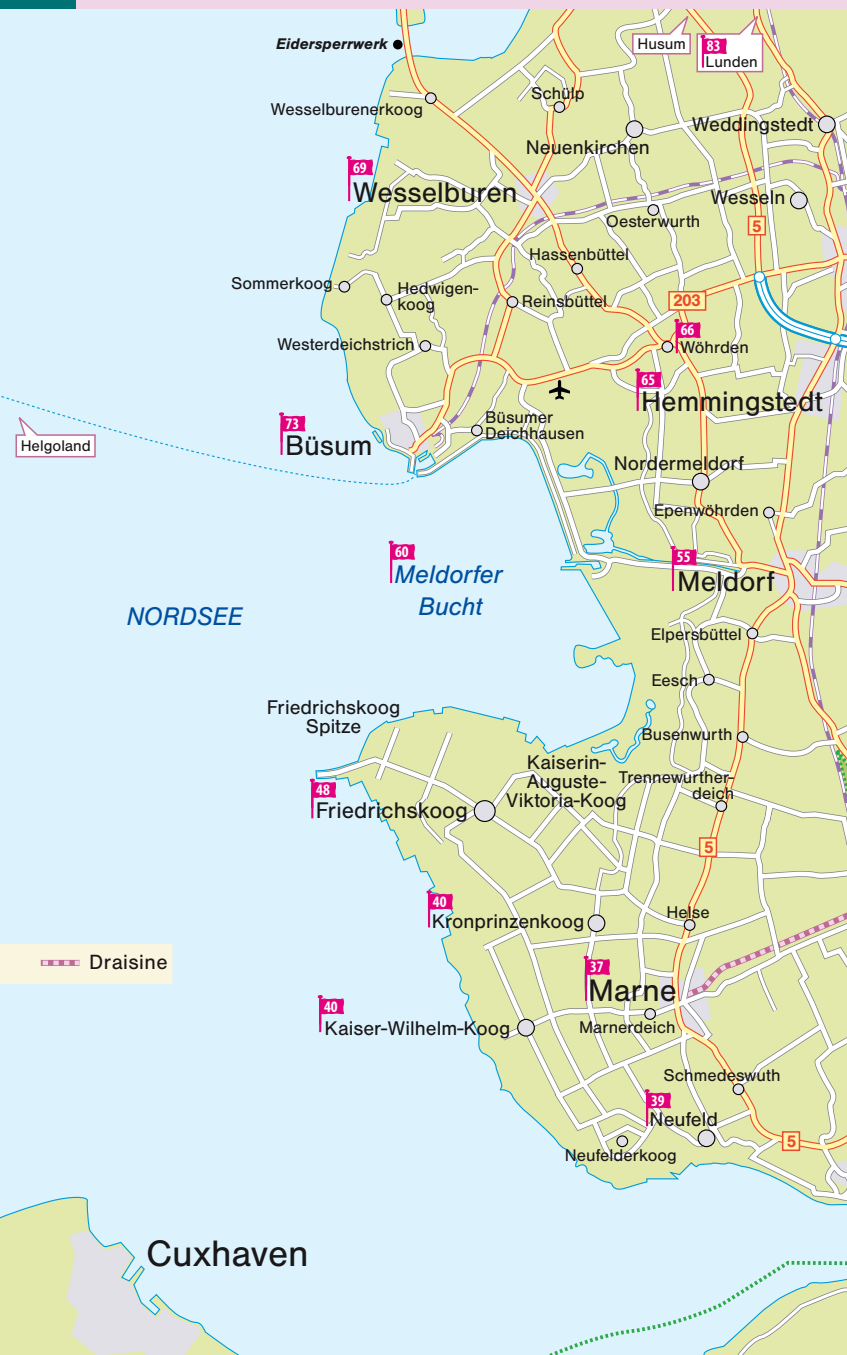 Eidersperrwerk
Husum
83
Lunden
Wesselburenerkoog
Schülp
Weddingstedt
Neuenkirchen
69
Wesselburen
Wesseln
Oesterwurth
5
Hassenbüttel
Sommerkoog
Hedwigen-
koog
Reinsbüttel
203
66
Wöhrden
Westerdeichstrich
65
Hemmingstedt
73
Büsum
Büsumer
Deichhausen
Helgoland
Nordermeldorf
Epenwöhrden
60
Meldorfer
Bucht
55
Meldorf
NORDSEE
Elpersbüttel
Eesch
Friedrichskoog
Spitze
Busenwurth
Kaiserin-
Auguste-
Viktoria-Koog
Trennewurther-
deich
48
Friedrichskoog
5
40
Kronprinzenkoog
Helse
Draisine
37
Marne
40
Kaiser-Wilhelm-Koog
Marnerdeich
Schmedeswuth
39
Neufeld
5
Neufelderkoog
Cuxhaven